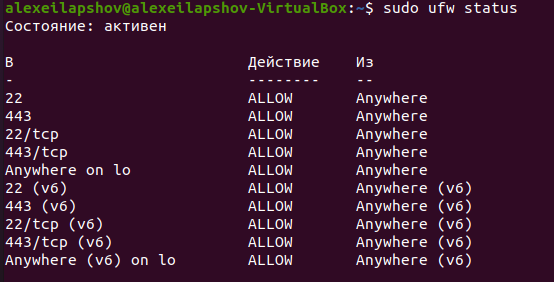 alexeilapshov@alexeilapshov-VirtualBox:~$ sudo ufw status
Состояние: активен
В Действие Из
- -------- --
22 ALLOW Anywhere
443 ALLOW Anywhere
22/tcp ALLOW Anywhere
443/tcp ALLOW Anywhere
Anywhere on lo ALLOW Anywhere
22 (v6) ALLOW Anywhere (v6)
443 (v6) ALLOW Anywhere (v6)
22/tcp (v6) ALLOW Anywhere (v6)
443/tcp (v6) ALLOW Anywhere (v6)
Anywhere (v6) on lo ALLOW Anywhere (v6)